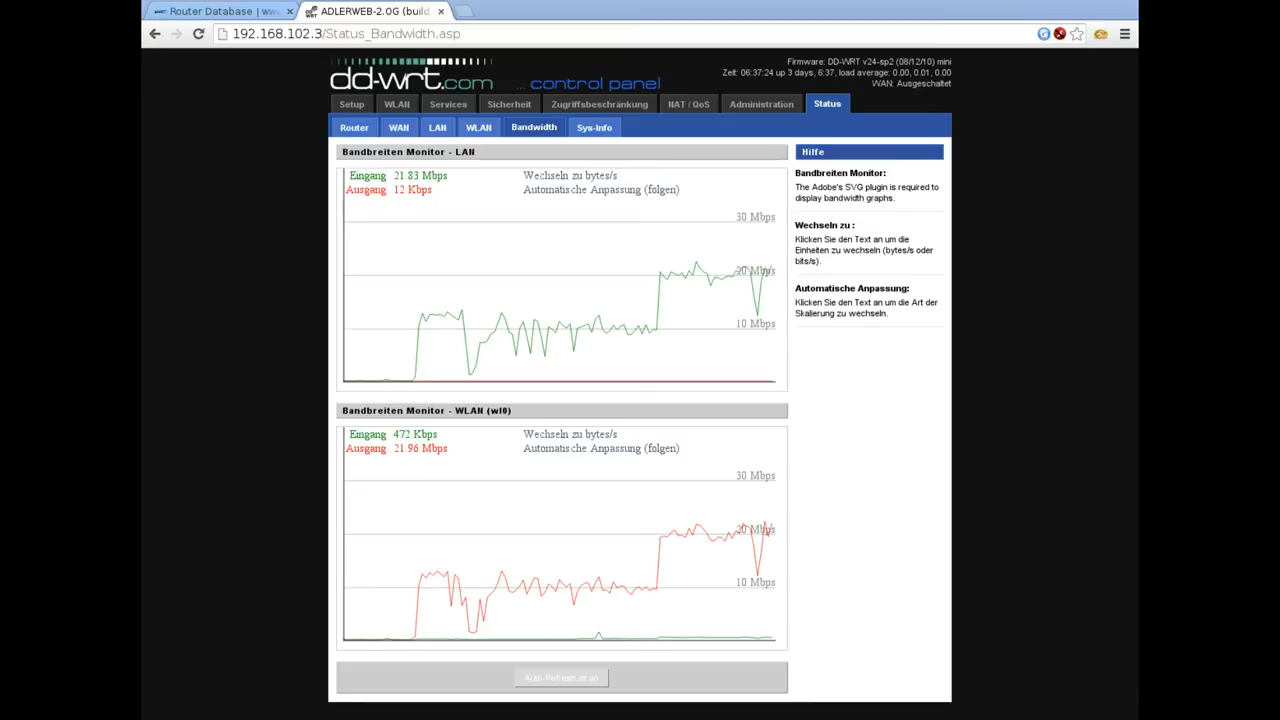 Router Database | ww
ADLERWEB-2.0G (build
192.168.102.3/Status_Bandwidth.asp
dd-wrt.com ... control panel
Firmware: DD-WRT v24-sp2 (08/12/10) mini
Zeit: 06:37:24 up 3 days, 6:37, load average: 0.00, 0.01, 0.00
WAN: Ausgeschaltet
Setup WLAN Services Sicherheit Zugriffsbeschränkung NAT / QoS Administration Status
Router WAN LAN WLAN Bandwidth Sys-Info
Bandbreiten Monitor - LAN
Eingang 21.83 Mbps Wechseln zu bytes/s
Ausgang 12 Kbps Automatische Anpassung (folgen)
30 Mbps
20 Mbps
10 Mbps
Bandbreiten Monitor - WLAN (wl0)
Eingang 472 Kbps Wechseln zu bytes/s
Ausgang 21.96 Mbps Automatische Anpassung (folgen)
30 Mbps
20 Mbps
10 Mbps
Auto-Refresh ist an
Hilfe
Bandbreiten Monitor:
The Adobe's SVG plugin is required to
display bandwidth graphs.
Wechseln zu :
Klicken Sie den Text an um die
Einheiten zu wechseln (bytes/s oder
bits/s).
Automatische Anpassung:
Klicken Sie den Text an um die Art der
Skalierung zu wechseln.